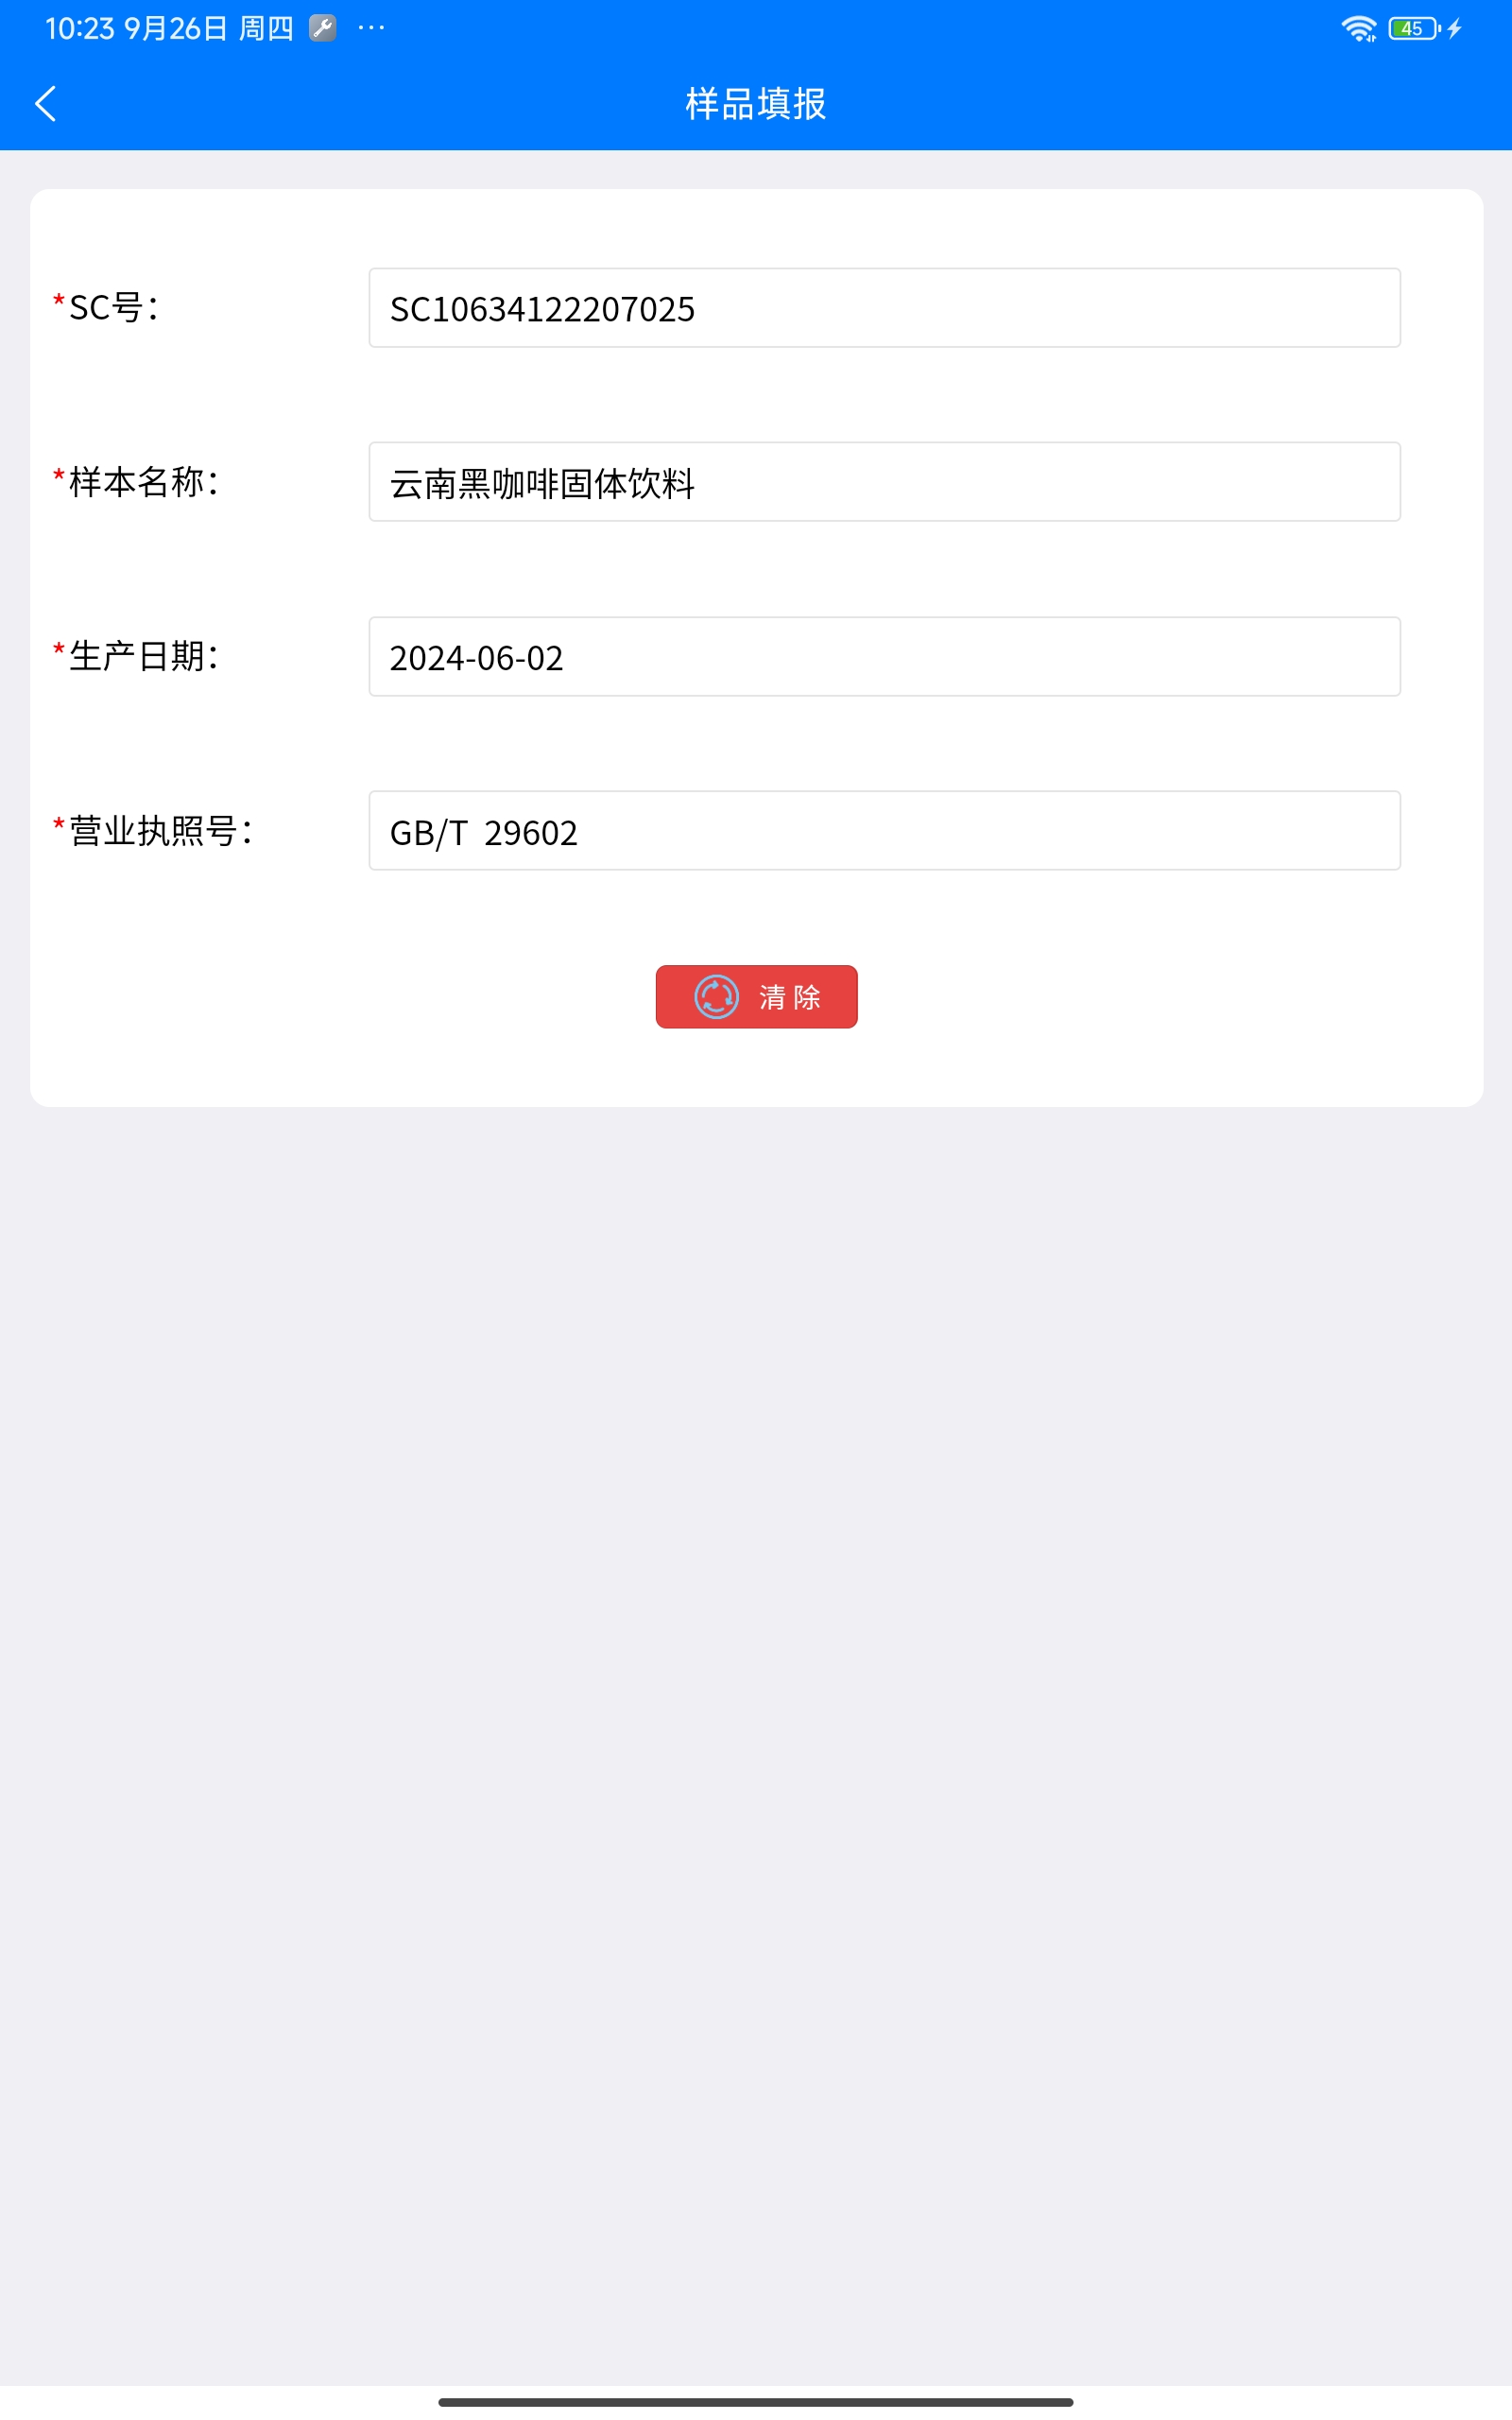 10:23 9月26日 周四 ···
45
样品填报
*SC号：
SC10634122207025
*样本名称：
云南黑咖啡固体饮料
*生产日期：
2024-06-02
*营业执照号：
GB/T 29602
清除